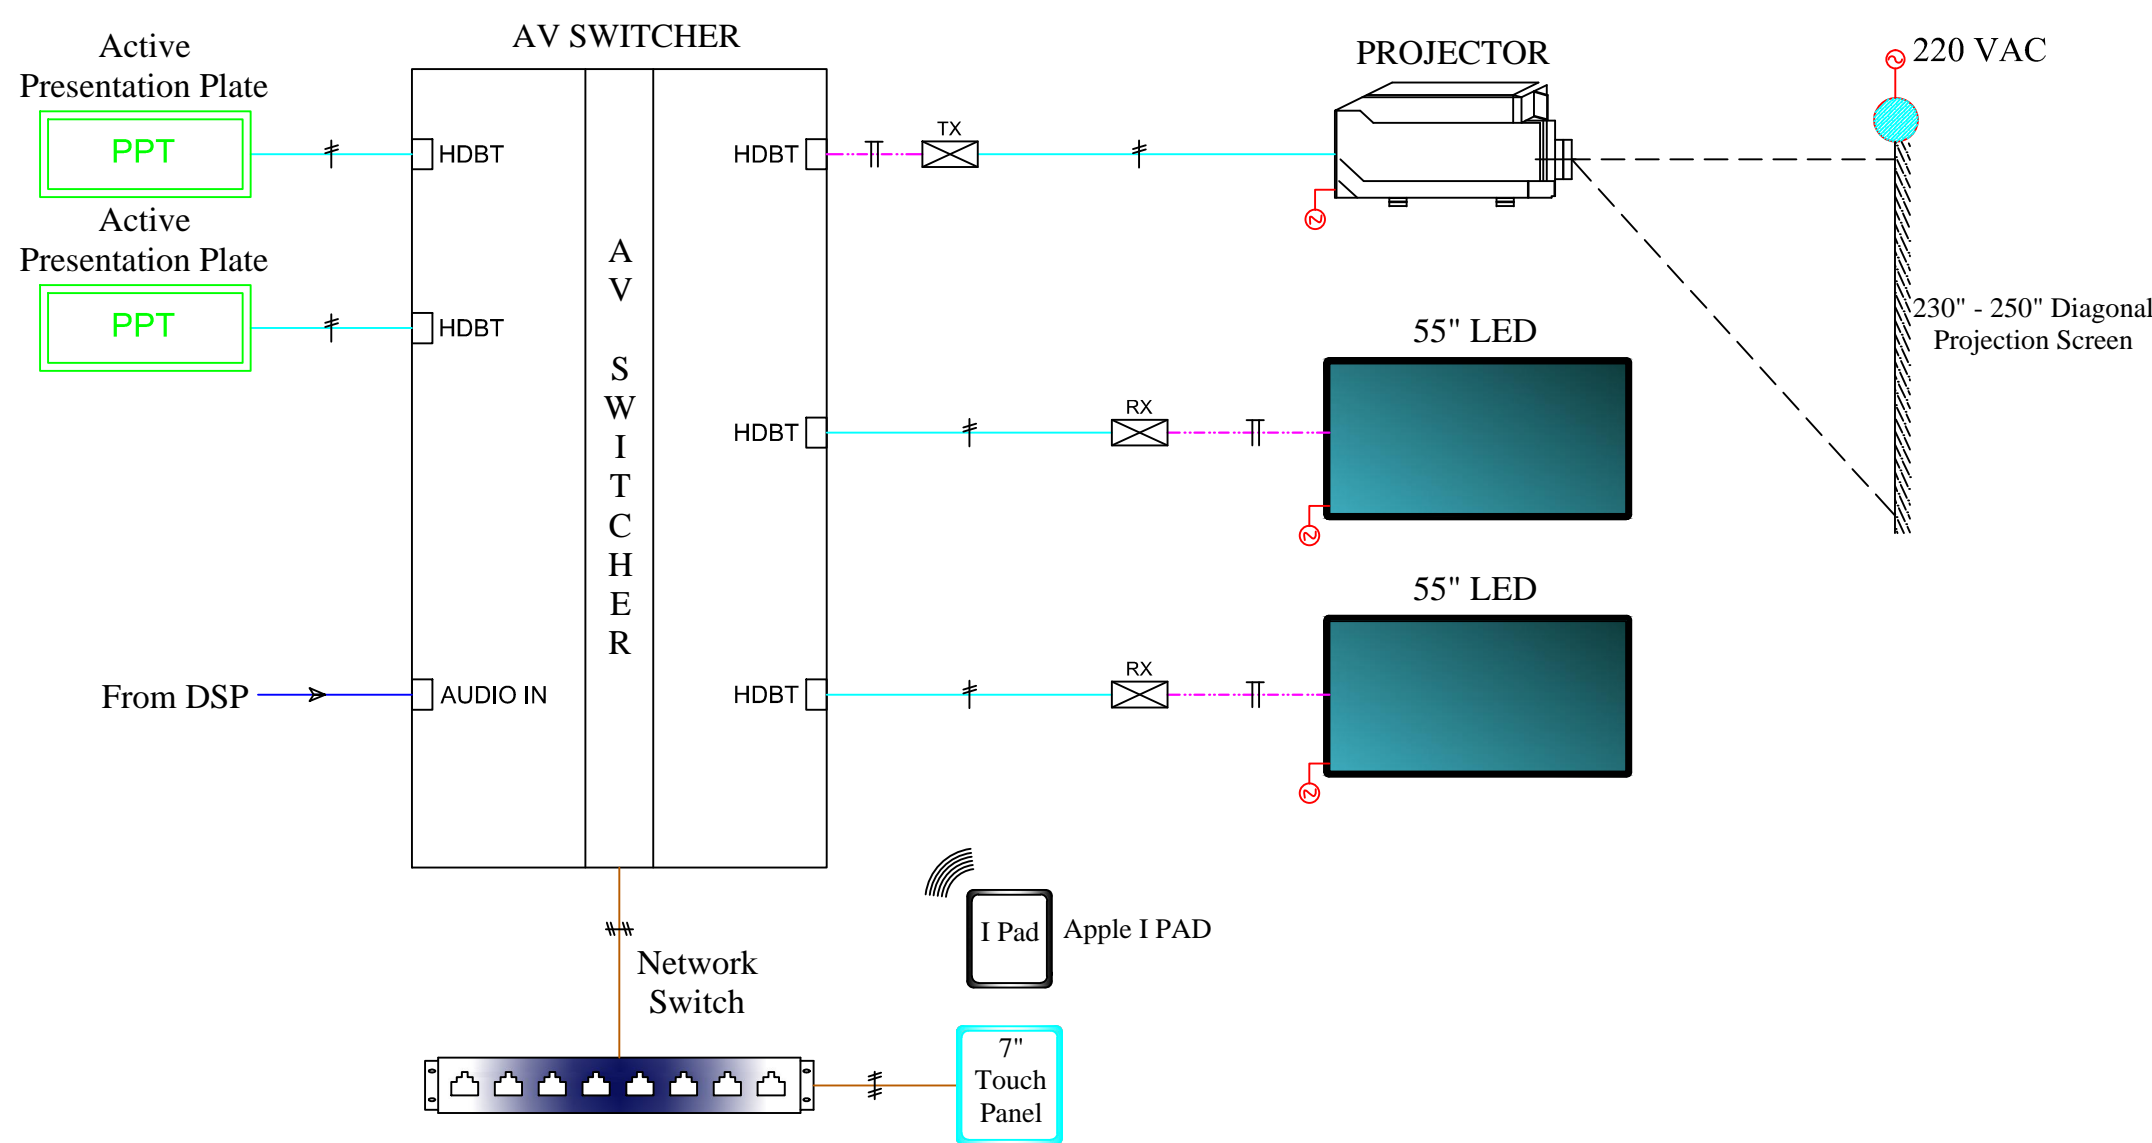 AV SWITCHER
Active
Presentation Plate
PPT
HDBT
Active
Presentation Plate
PPT
HDBT
From DSP
AUDIO IN
A
V
S
W
I
T
C
H
E
R
HDBT
TX
PROJECTOR
220 VAC
230" - 250" Diagonal
Projection Screen
HDBT
RX
55" LED
HDBT
RX
55" LED
Network
Switch
I Pad
Apple I PAD
7"
Touch
Panel